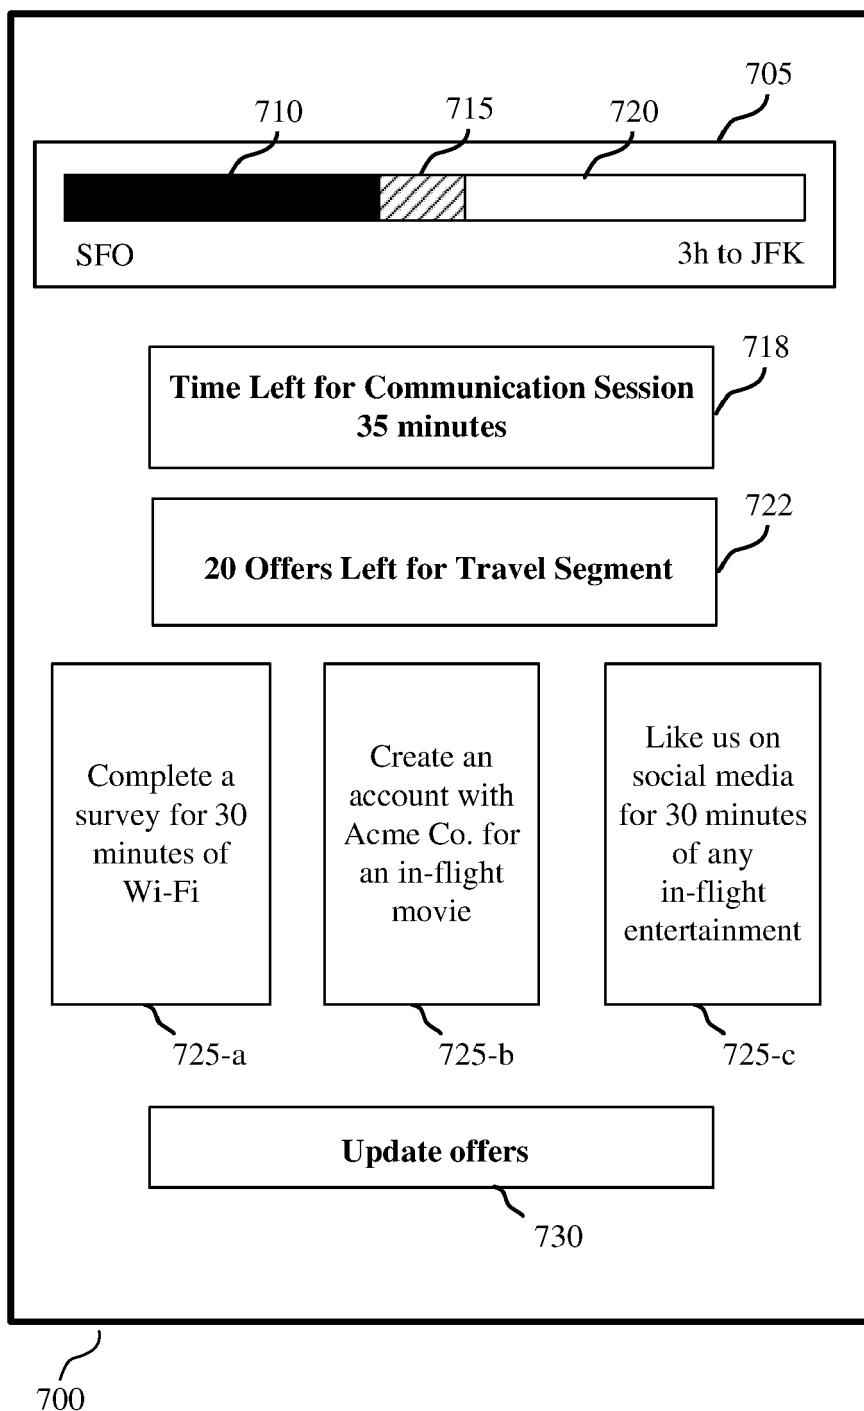 705
710
715
720
SFO
3h to JFK
718
Time Left for Communication Session
35 minutes
722
20 Offers Left for Travel Segment
Complete a
survey for 30
minutes of
Wi-Fi
Create an
account with
Acme Co. for
an in-flight
movie
Like us on
social media
for 30 minutes
of any
in-flight
entertainment
725-a
725-b
725-c
Update offers
730
700